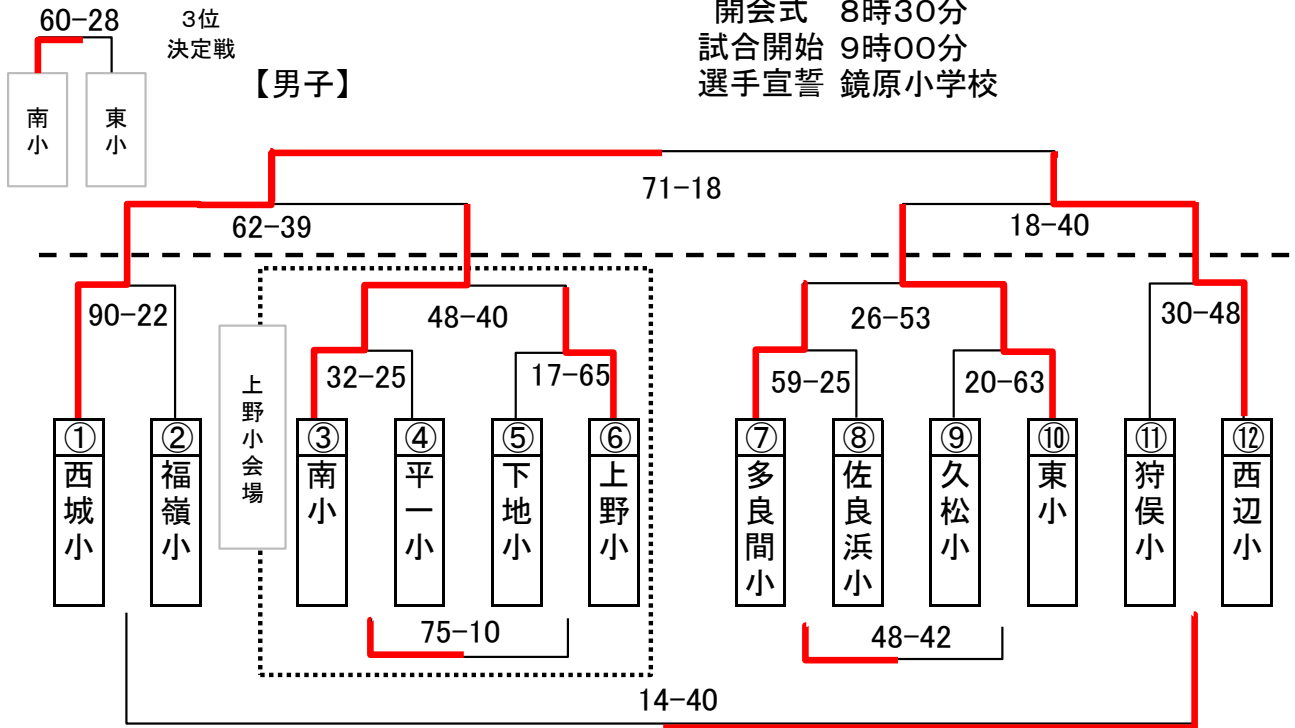 60-28
3位
決定戦
南小
東小
【男子】
開会式 8時30分
試合開始 9時00分
選手宣誓 鏡原小学校
71-18
62-39
18-40
90-22
48-40
26-53
30-48
32-25
17-65
59-25
20-63
上野小会場
①西城小
②福嶺小
③南小
④平一小
⑤下地小
⑥上野小
⑦多良間小
⑧佐良浜小
⑨久松小
⑩東小
⑪狩俣小
⑫西辺小
75-10
48-42
14-40